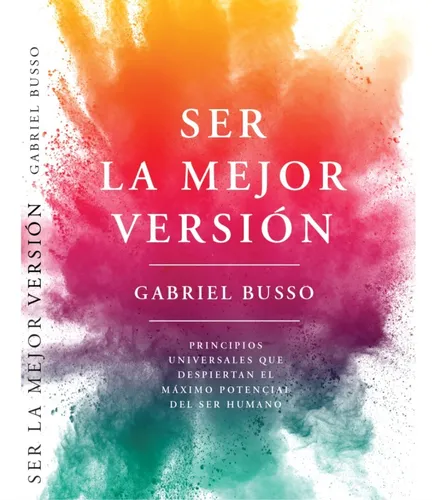 SER
LA MEJOR
VERSIÓN
GABRIEL BUSSO
PRINCIPIOS
UNIVERSALES QUE
DESPIERTAN EL
MÁXIMO POTENCIAL
DEL SER HUMANO
SER LA MEJOR VERSIÓN GABRIEL BUSSO